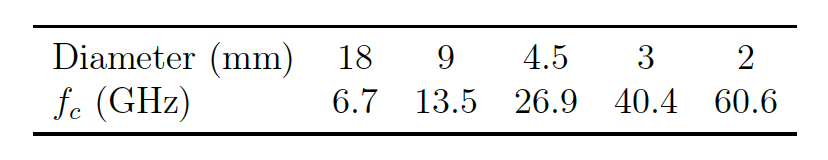 Diameter (mm) 18 9 4.5 3 2
f_c (GHz) 6.7 13.5 26.9 40.4 60.6